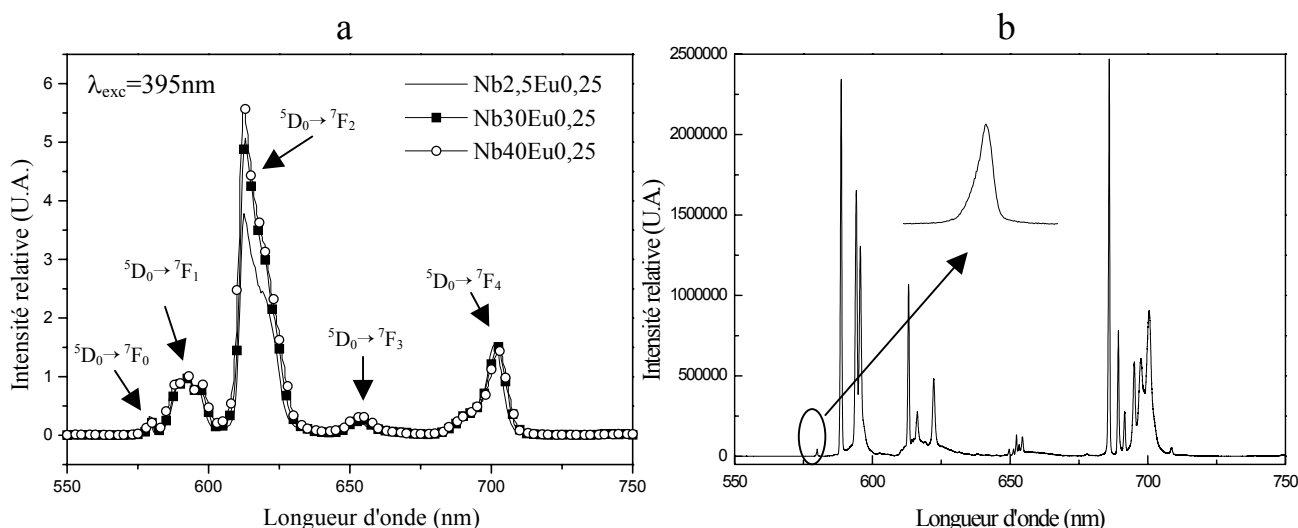 a
b
λexc=395nm
Nb2,5Eu0,25
Nb30Eu0,25
Nb40Eu0,25
⁵D₀→⁷F₂
⁵D₀→⁷F₁
⁵D₀→⁷F₀
⁵D₀→⁷F₃
⁵D₀→⁷F₄
Intensité relative (U.A.)
6
5
4
3
2
1
0
550
600
650
700
750
Longueur d'onde (nm)
Intensité relative (U.A.)
2500000
2000000
1500000
1000000
500000
0
550
600
650
700
750
Longueur d'onde (nm)